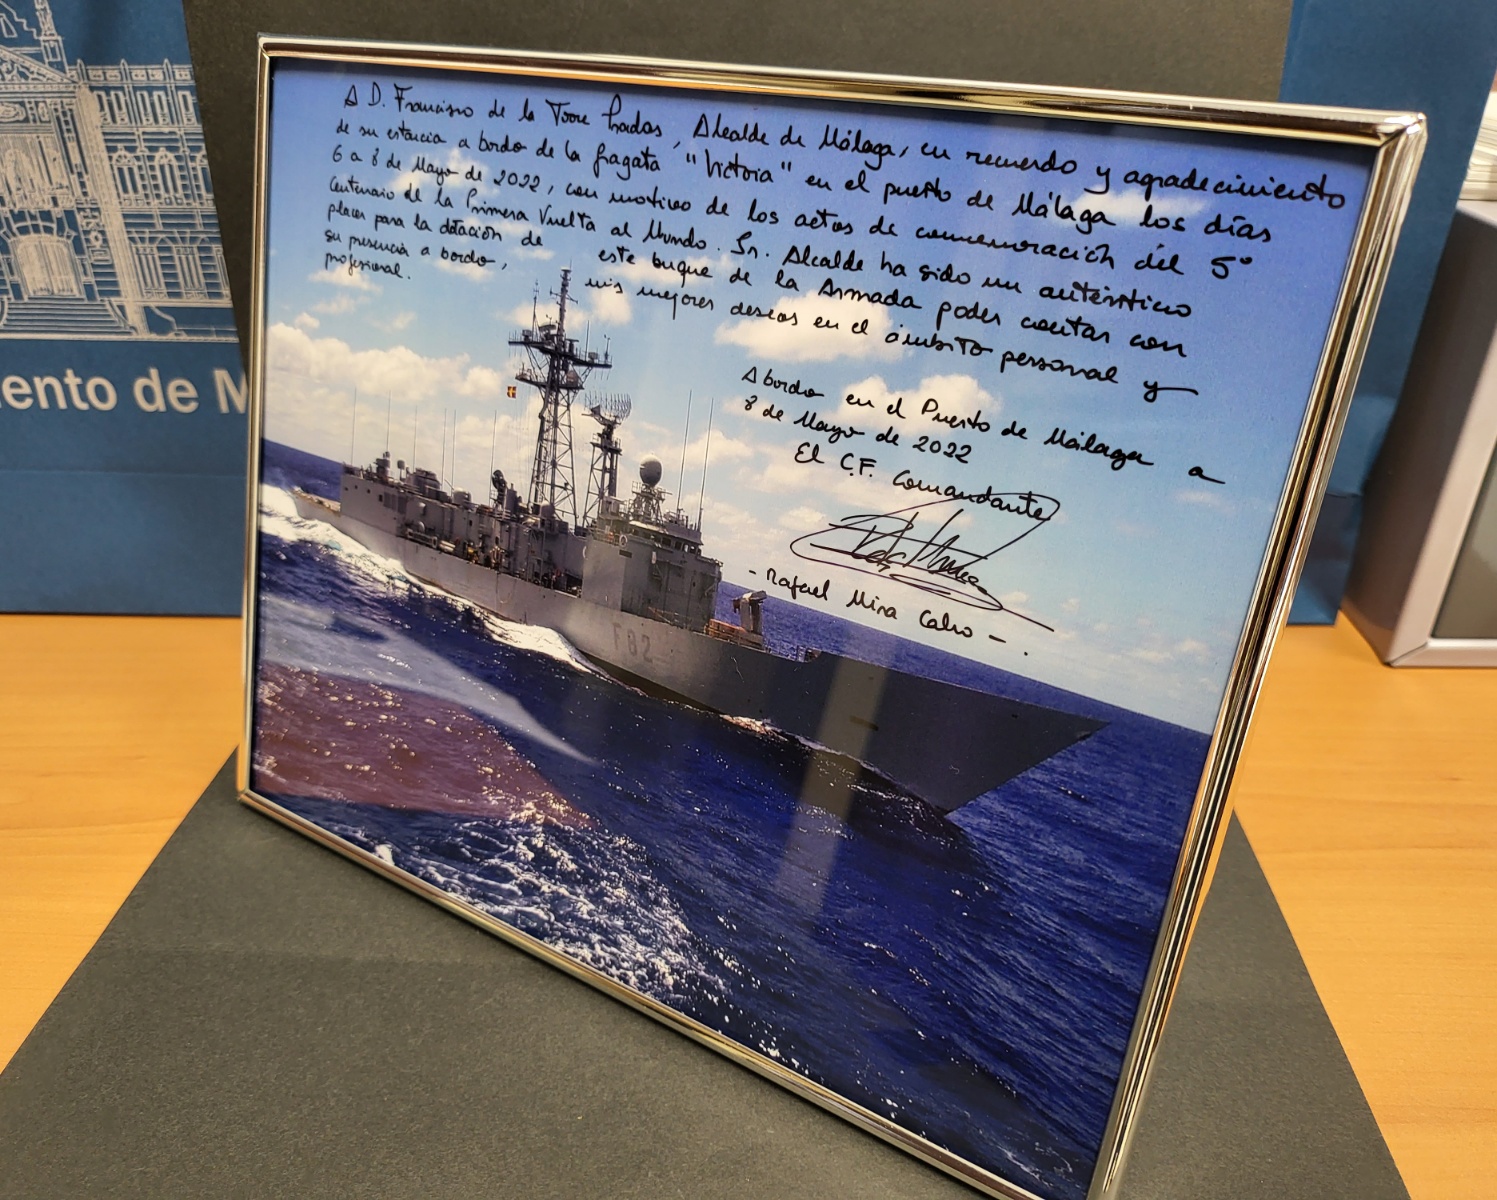 A D. Francisco de la Torre Prados, Alcalde de Málaga, en recuerdo y agradecimiento
de su estancia a bordo de la fragata "Victoria" en el puerto de Málaga los días
6 a 8 de Mayo de 2022, con motivo de los actos de conmemoración del 5º
Centenario de la Primera Vuelta al Mundo. Sr. Alcalde ha sido un auténtico
placer para la dotación de este buque de la Armada poder contar con
su presencia a bordo, mis mejores deseos en el ámbito personal y
profesional.
A bordo en el Puerto de Málaga a
8 de Mayo de 2022
El C.F. Comandante
- Rafael Mira Calvo -.
F82
ento de M